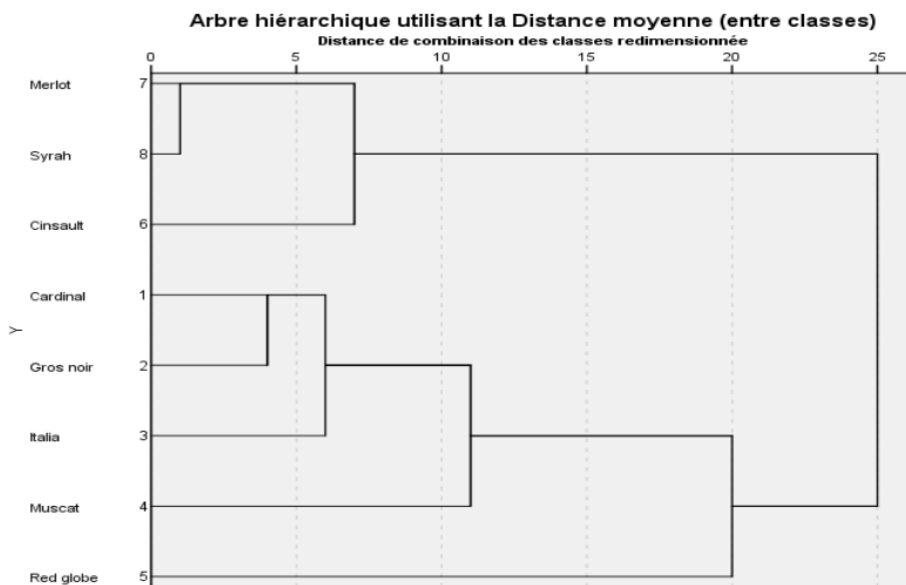 Arbre hiérarchique utilisant la Distance moyenne (entre classes)
Distance de combinaison des classes redimensionnée
0 5 10 15 20 25
Merlot 7
Syrah 8
Cinsault 6
Cardinal 1
Y
Gros noir 2
Italia 3
Muscat 4
Red globe 5